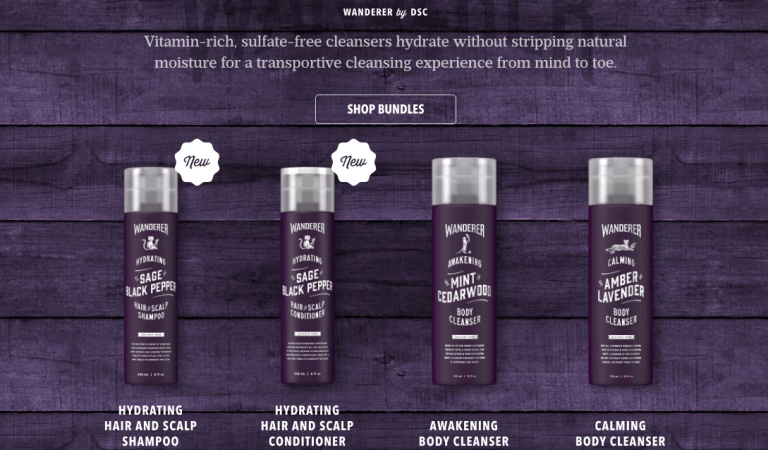 WANDERER by DSC
Vitamin-rich, sulfate-free cleansers hydrate without stripping natural
moisture for a transportive cleansing experience from mind to toe.
SHOP BUNDLES
New
New
WANDERER
HYDRATING
SAGE
BLACK PEPPER
HAIR & SCALP
SHAMPOO
WANDERER
HYDRATING
SAGE
BLACK PEPPER
HAIR & SCALP
CONDITIONER
WANDERER
AWAKENING
MINT
CEDARWOOD
BODY
CLEANSER
WANDERER
CALMING
AMBER
LAVENDER
BODY
CLEANSER
HYDRATING
HAIR AND SCALP
SHAMPOO
HYDRATING
HAIR AND SCALP
CONDITIONER
AWAKENING
BODY CLEANSER
CALMING
BODY CLEANSER